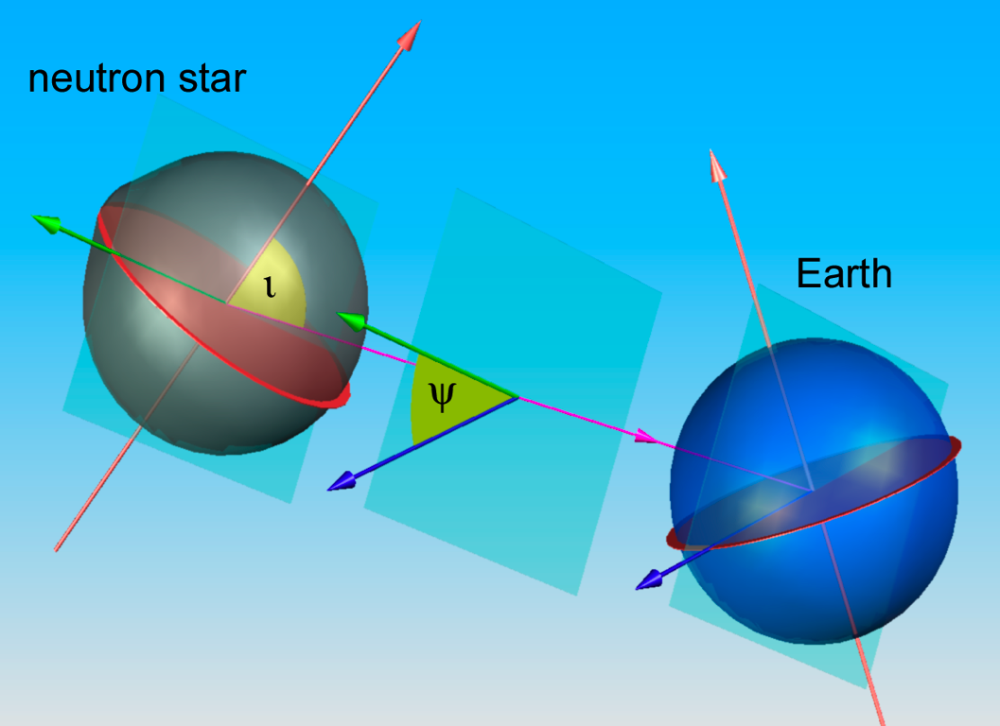 neutron star
Earth
ι
ψ